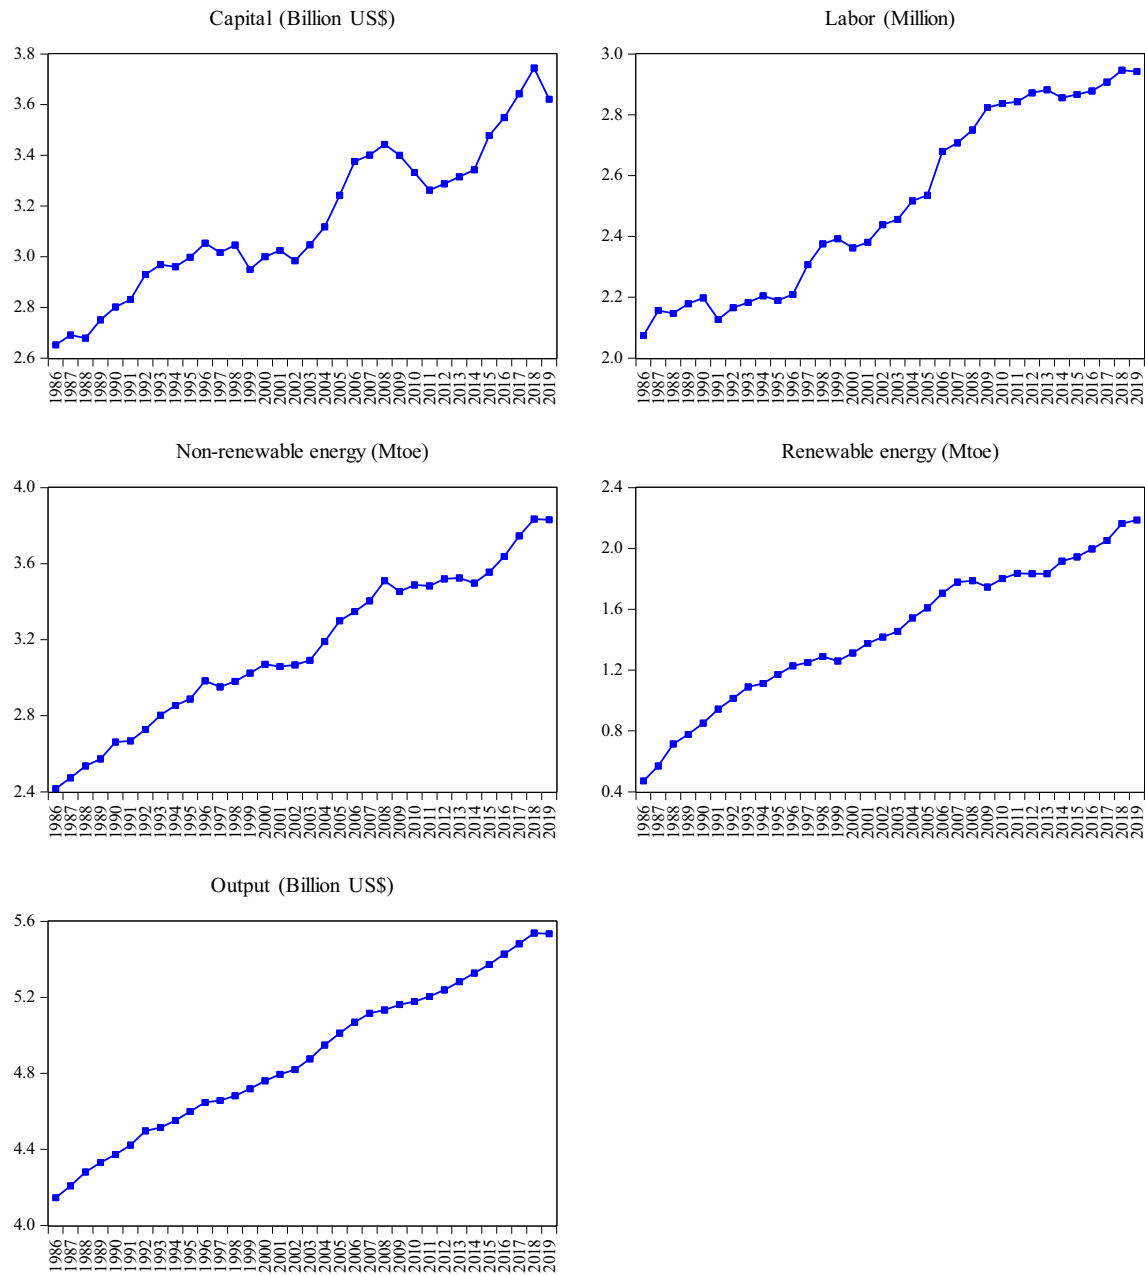 Capital (Billion US$)
3.8
3.6
3.4
3.2
3.0
2.8
2.6
1986 1987 1988 1989 1990 1991 1992 1993 1994 1995 1996 1997 1998 1999 2000 2001 2002 2003 2004 2005 2006 2007 2008 2009 2010 2011 2012 2013 2014 2015 2016 2017 2018 2019
Labor (Million)
3.0
2.8
2.6
2.4
2.2
2.0
1986 1987 1988 1989 1990 1991 1992 1993 1994 1995 1996 1997 1998 1999 2000 2001 2002 2003 2004 2005 2006 2007 2008 2009 2010 2011 2012 2013 2014 2015 2016 2017 2018 2019
Non-renewable energy (Mtoe)
4.0
3.6
3.2
2.8
2.4
1986 1987 1988 1989 1990 1991 1992 1993 1994 1995 1996 1997 1998 1999 2000 2001 2002 2003 2004 2005 2006 2007 2008 2009 2010 2011 2012 2013 2014 2015 2016 2017 2018 2019
Renewable energy (Mtoe)
2.4
2.0
1.6
1.2
0.8
0.4
1986 1987 1988 1989 1990 1991 1992 1993 1994 1995 1996 1997 1998 1999 2000 2001 2002 2003 2004 2005 2006 2007 2008 2009 2010 2011 2012 2013 2014 2015 2016 2017 2018 2019
Output (Billion US$)
5.6
5.2
4.8
4.4
4.0
1986 1987 1988 1989 1990 1991 1992 1993 1994 1995 1996 1997 1998 1999 2000 2001 2002 2003 2004 2005 2006 2007 2008 2009 2010 2011 2012 2013 2014 2015 2016 2017 2018 2019